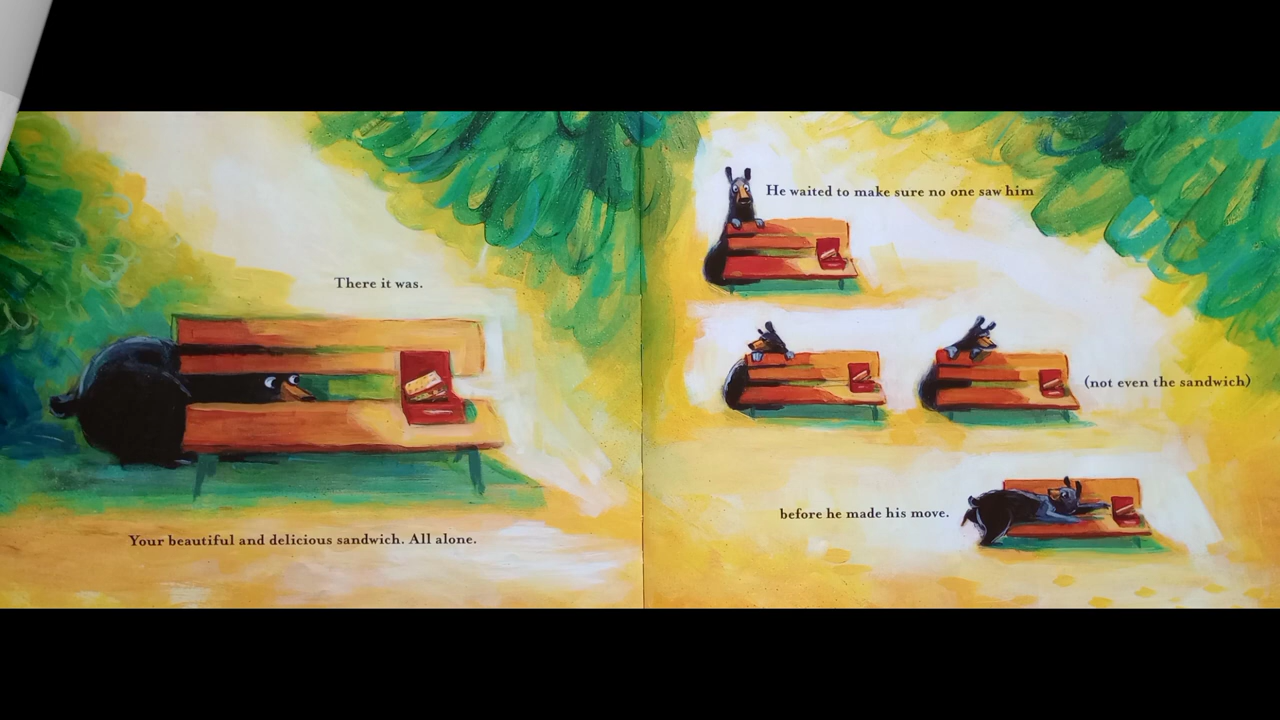 There it was.
Your beautiful and delicious sandwich. All alone.
He waited to make sure no one saw him
(not even the sandwich)
before he made his move.